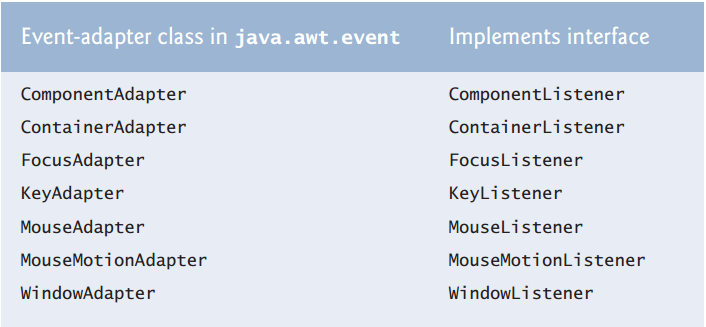 Event-adapter class in java.awt.event Implements interface
ComponentAdapter ComponentListener
ContainerAdapter ContainerListener
FocusAdapter FocusListener
KeyAdapter KeyListener
MouseAdapter MouseListener
MouseMotionAdapter MouseMotionListener
WindowAdapter WindowListener